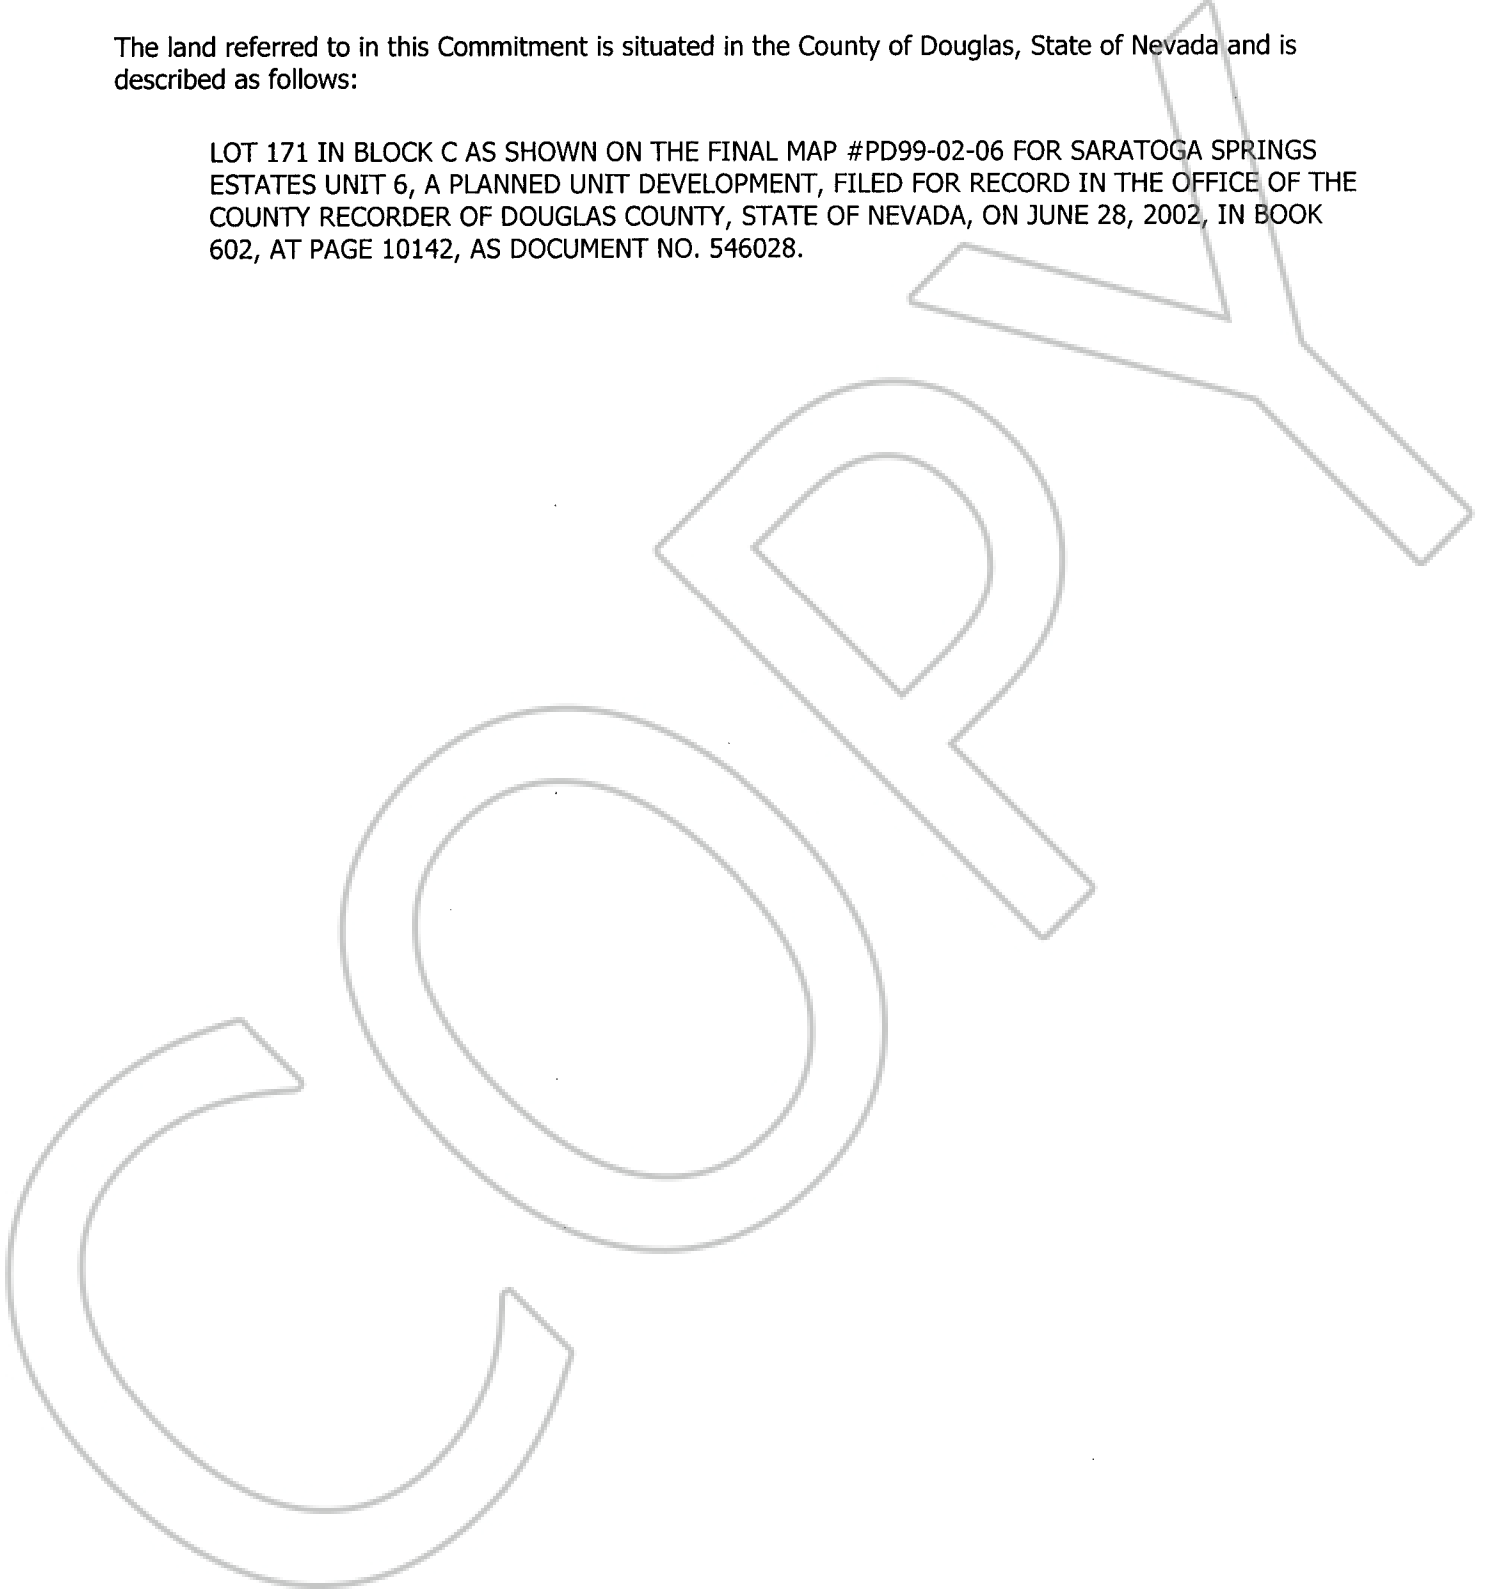 The land referred to in this Commitment is situated in the County of Douglas, State of Nevada and is
described as follows:
LOT 171 IN BLOCK C AS SHOWN ON THE FINAL MAP #PD99-02-06 FOR SARATOGA SPRINGS
ESTATES UNIT 6, A PLANNED UNIT DEVELOPMENT, FILED FOR RECORD IN THE OFFICE OF THE
COUNTY RECORDER OF DOUGLAS COUNTY, STATE OF NEVADA, ON JUNE 28, 2002, IN BOOK
602, AT PAGE 10142, AS DOCUMENT NO. 546028.
COPY